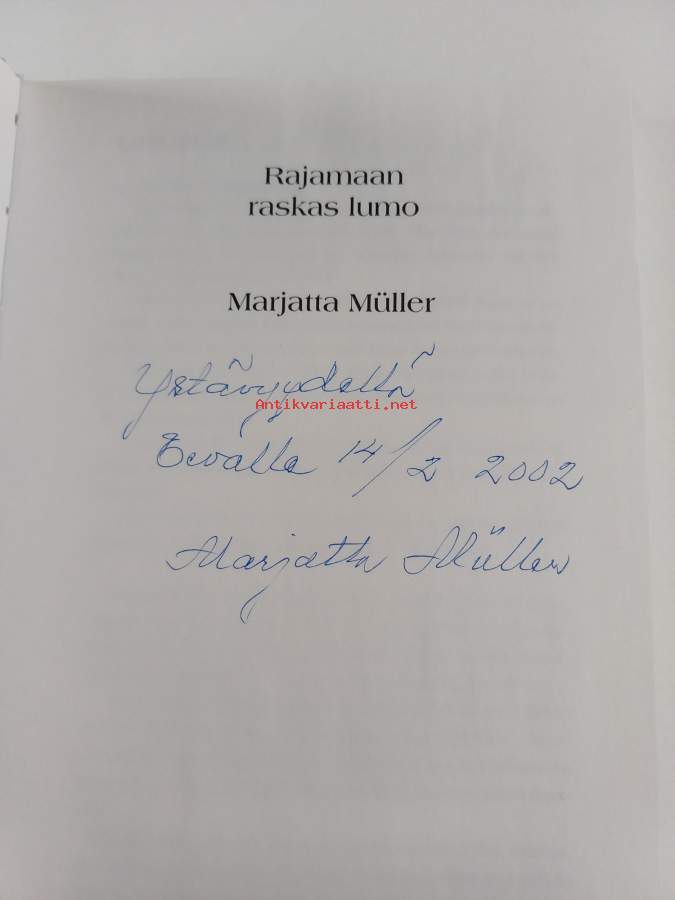 Rajamaan
raskas lumo
Marjatta Müller
Ystävyydellä
Antikvariaatti.net
Eevalle 14/2 2002
Marjatta Müller